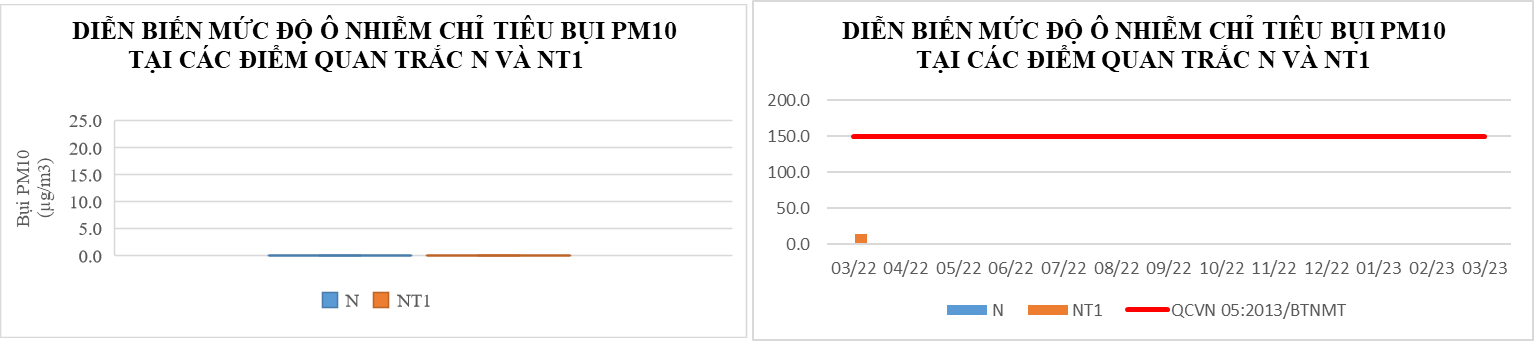 DIỄN BIẾN MỨC ĐỘ Ô NHIỄM CHỈ TIÊU BỤI PM10
TẠI CÁC ĐIỂM QUAN TRẮC N VÀ NT1
25.0
20.0
15.0
10.0
5.0
0.0
Bụi PM10
(µg/m3)
N NT1
DIỄN BIẾN MỨC ĐỘ Ô NHIỄM CHỈ TIÊU BỤI PM10
TẠI CÁC ĐIỂM QUAN TRẮC N VÀ NT1
200.0
150.0
100.0
50.0
0.0
03/22 04/22 05/22 06/22 07/22 08/22 09/22 10/22 11/22 12/22 01/23 02/23 03/23
N NT1 QCVN 05:2013/BTNMT